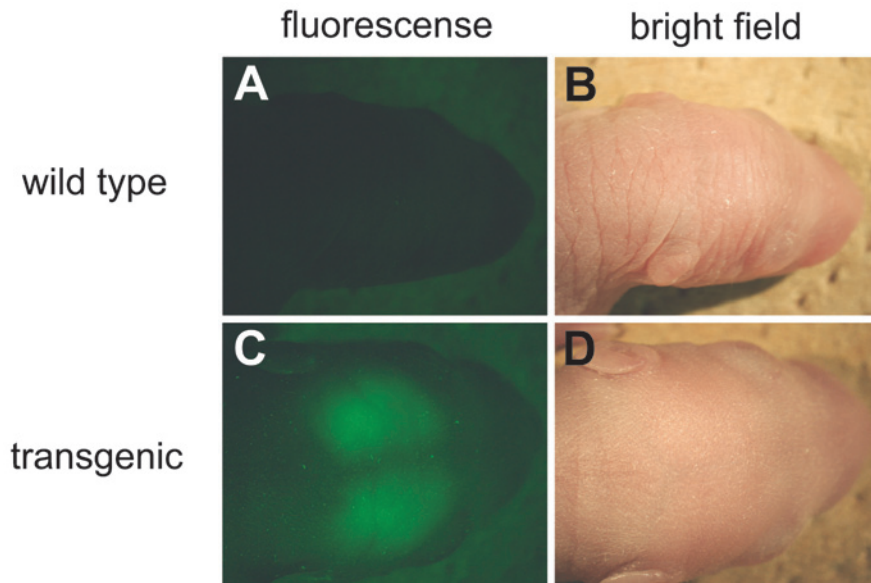 fluorescense
bright field
wild type
A
B
transgenic
C
D